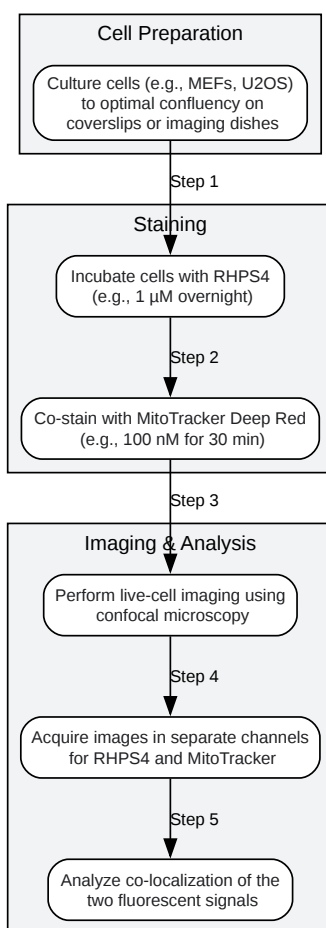 Cell Preparation
Culture cells (e.g., MEFs, U2OS)
to optimal confluency on
coverslips or imaging dishes
Step 1
Staining
Incubate cells with RHPS4
(e.g., 1 µM overnight)
Step 2
Co-stain with MitoTracker Deep Red
(e.g., 100 nM for 30 min)
Step 3
Imaging & Analysis
Perform live-cell imaging using
confocal microscopy
Step 4
Acquire images in separate channels
for RHPS4 and MitoTracker
Step 5
Analyze co-localization of the
two fluorescent signals